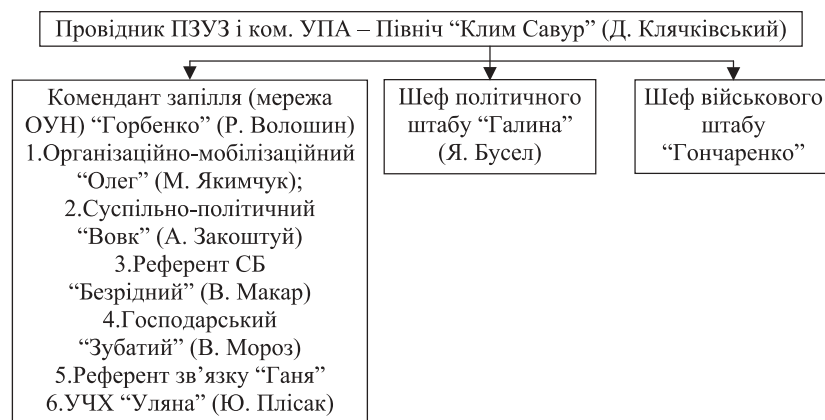 Провідник ПЗУЗ і ком. УПА – Північ “Клим Савур” (Д. Клячківський)
Комендант запілля (мережа
ОУН) “Горбенко” (Р. Волошин)
1.Організаційно-мобілізаційний
“Олег” (М. Якимчук);
2.Суспільно-політичний
“Вовк” (А. Закоштуй)
3.Референт СБ
“Безрідний” (В. Макар)
4.Господарський
“Зубатий” (В. Мороз)
5.Референт зв’язку “Ганя”
6.УЧХ “Уляна” (Ю. Плісак)
Шеф політичного
штабу “Галина”
(Я. Бусел)
Шеф військового
штабу
“Гончаренко”